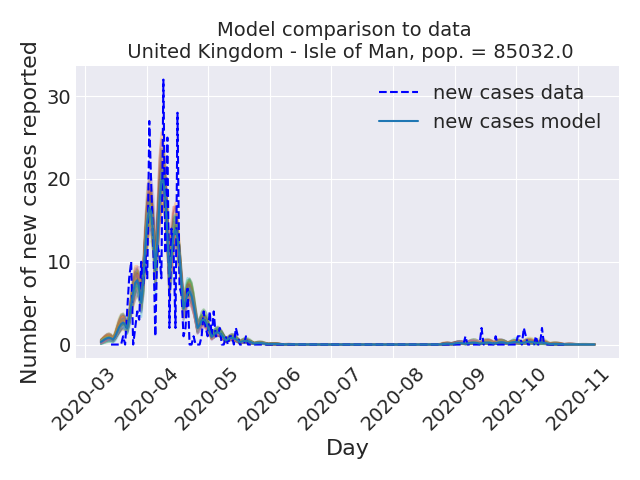 Model comparison to data
United Kingdom - Isle of Man, pop. = 85032.0
Number of new cases reported
30
20
10
0
new cases data
new cases model
2020-03
2020-04
2020-05
2020-06
2020-07
2020-08
2020-09
2020-10
2020-11
Day